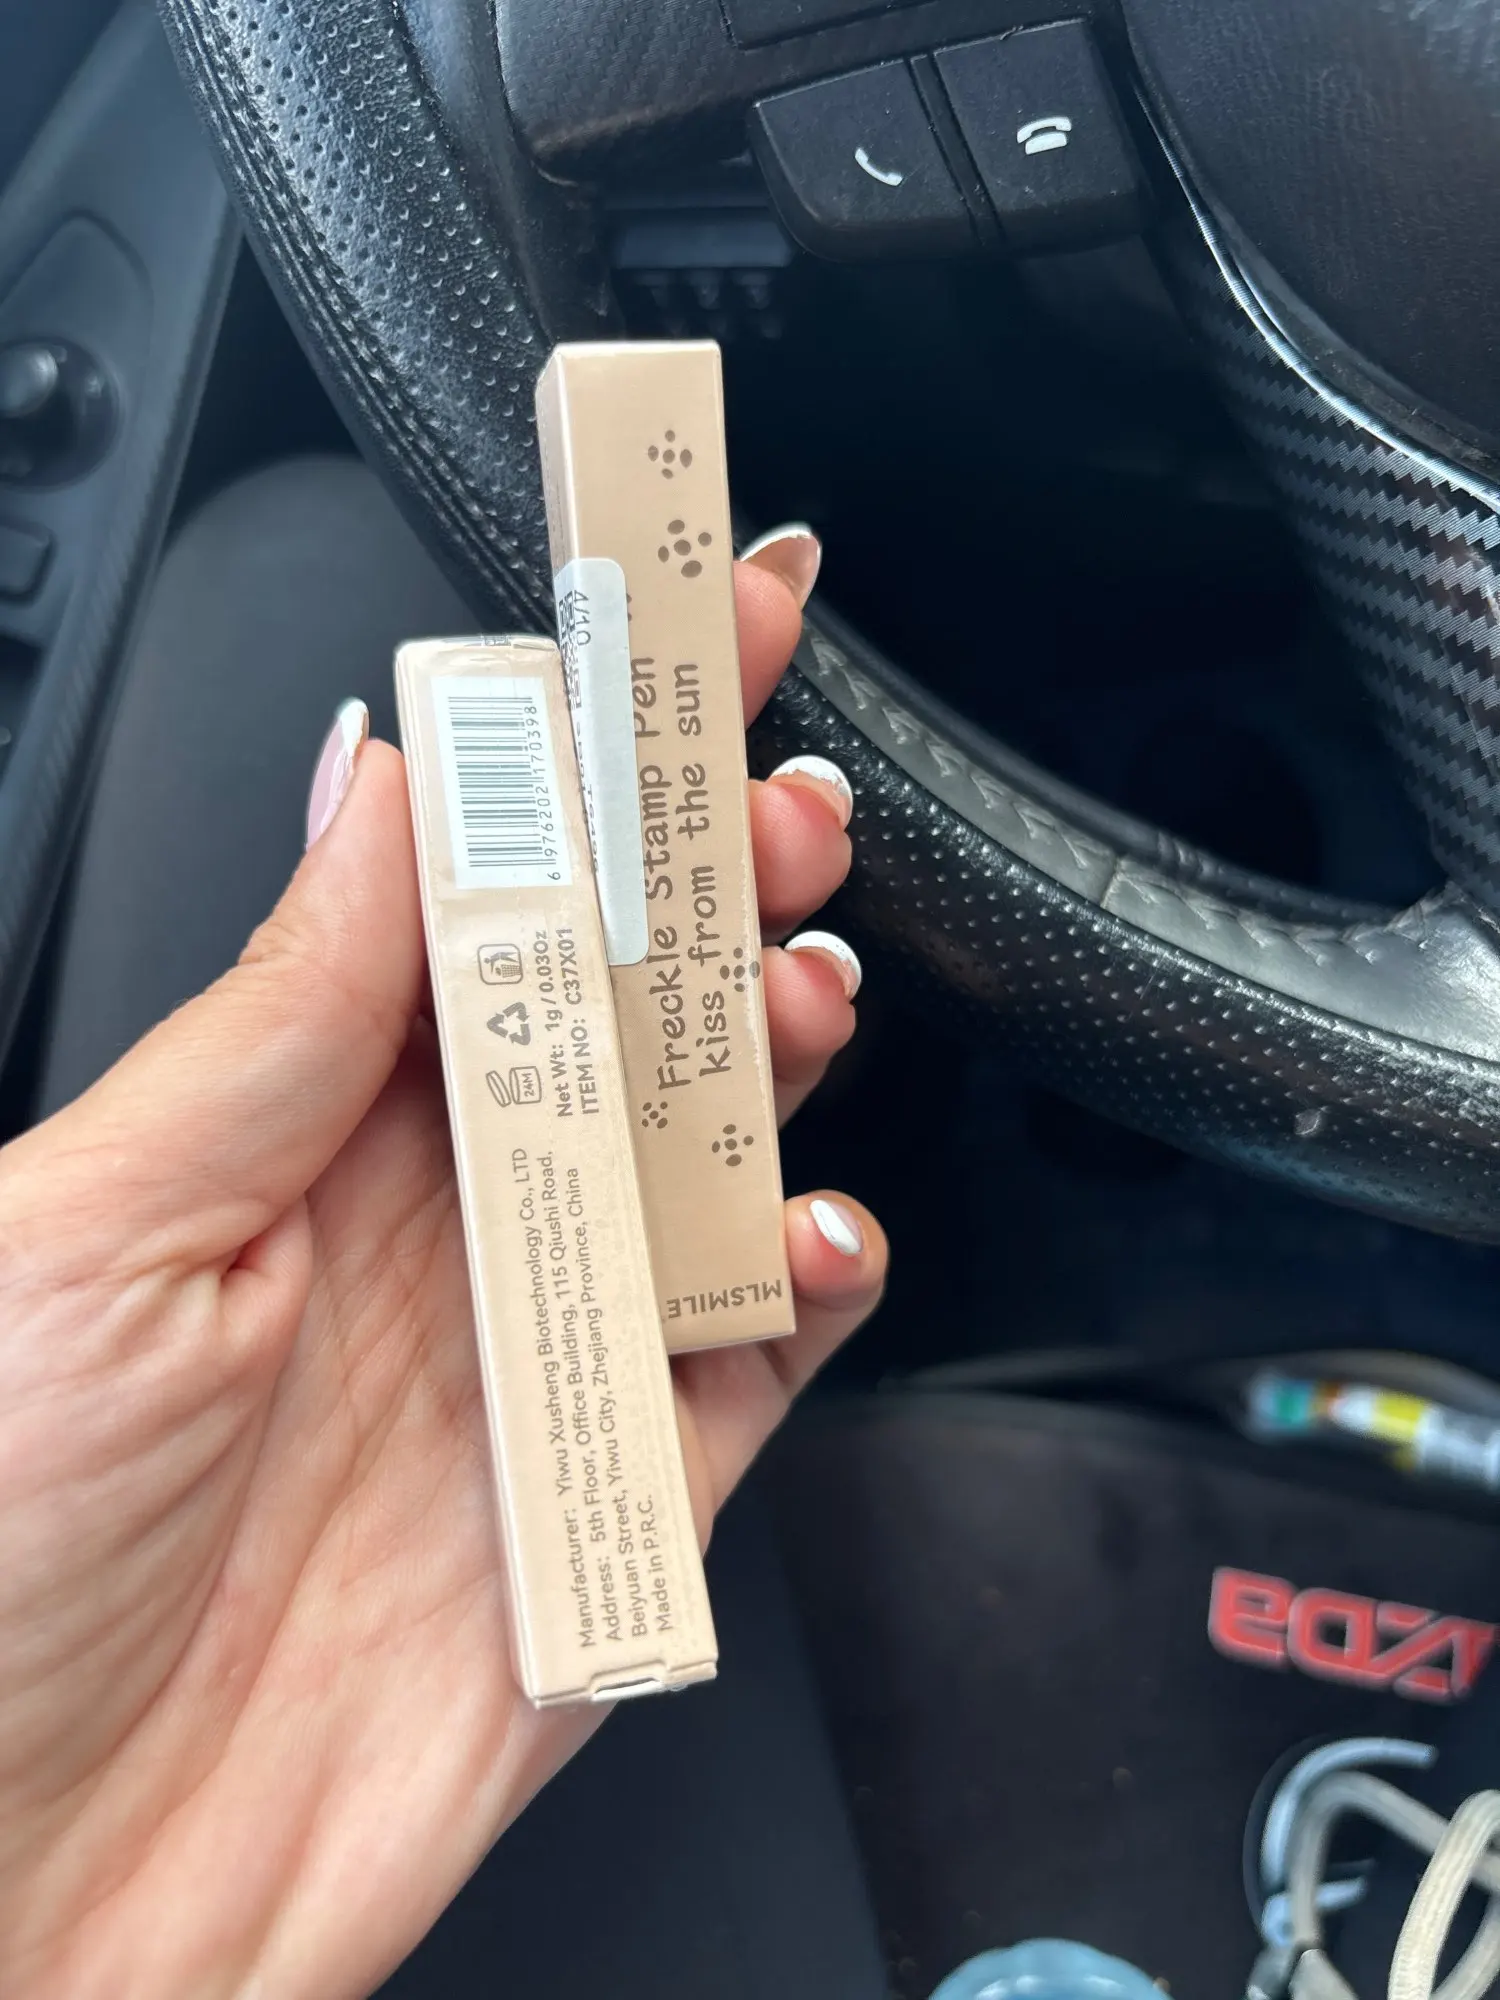 Freckle Stamp Pen
kiss from the sun
MLSMILE
4/10
6 976202 170398
24M
Net Wt: 1g / 0.03Oz
ITEM NO: C37X01
Manufacturer: Yiwu Xusheng Biotechnology Co., LTD
Address: 5th Floor, Office Building, 115 Qiushi Road,
Beiyuan Street, Yiwu City, Zhejiang Province, China
Made in P.R.C.